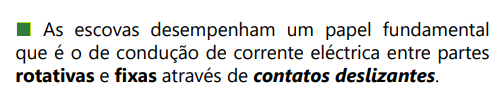 As escovas desempenham um papel fundamental
que é o de condução de corrente eléctrica entre partes
rotativas e fixas através de contatos deslizantes.